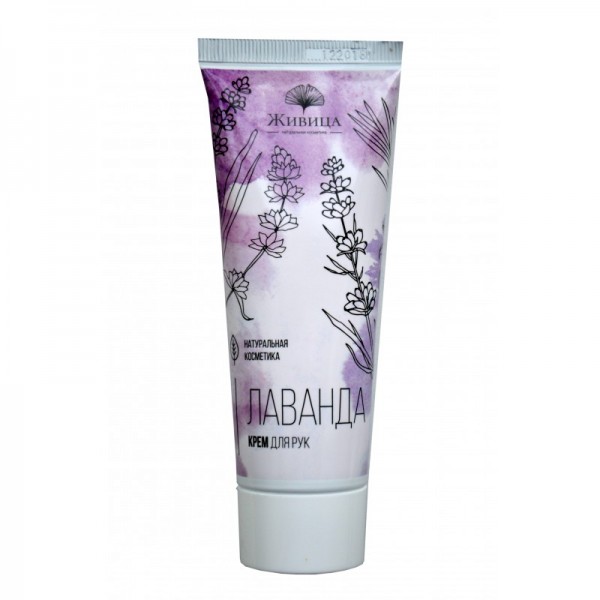 ЖИВИЦА
НАТУРАЛЬНАЯ
КОСМЕТИКА
ЛАВАНДА
КРЕМ ДЛЯ РУК